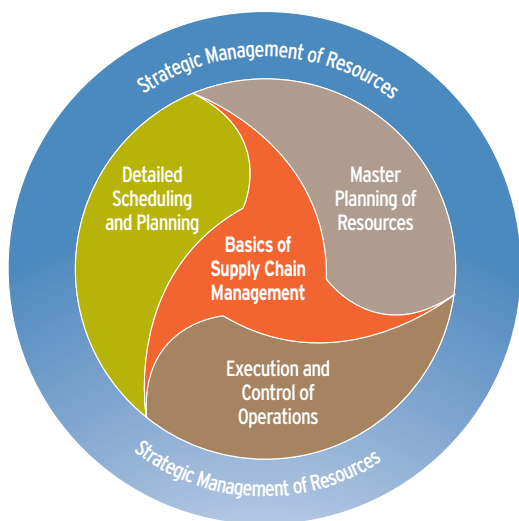 Strategic Management of Resources
Detailed
Scheduling
and Planning
Master
Planning of
Resources
Basics of
Supply Chain
Management
Execution and
Control of
Operations
Strategic Management of Resources